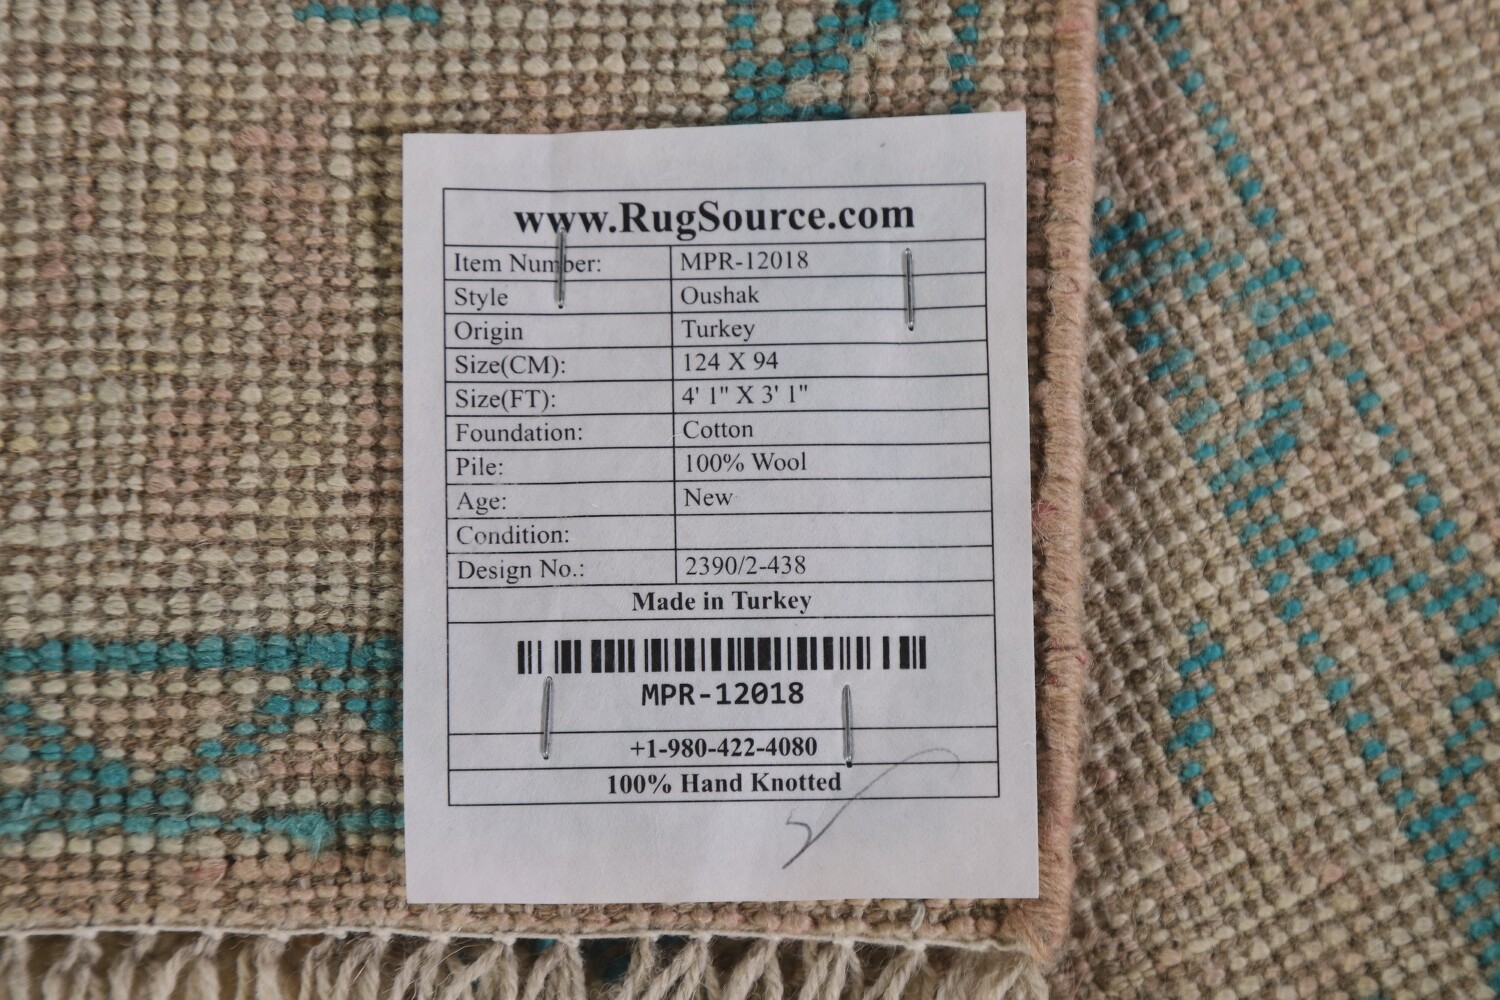 www.RugSource.com
Item Number: MPR-12018
Style Oushak
Origin Turkey
Size(CM): 124 X 94
Size(FT): 4' 1" X 3' 1"
Foundation: Cotton
Pile: 100% Wool
Age: New
Condition:
Design No.: 2390/2-438
Made in Turkey
MPR-12018
+1-980-422-4080
100% Hand Knotted